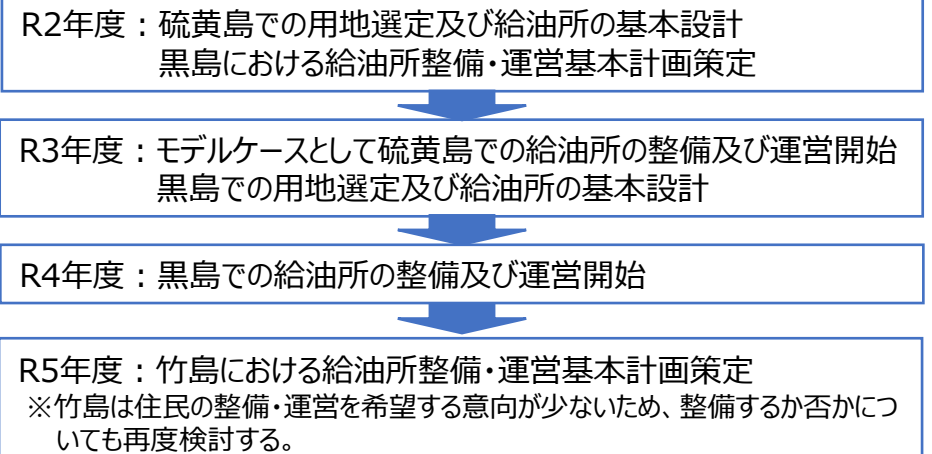 R2年度：硫黄島での用地選定及び給油所の基本設計
黒島における給油所整備・運営基本計画策定
R3年度：モデルケースとして硫黄島での給油所の整備及び運営開始
黒島での用地選定及び給油所の基本設計
R4年度：黒島での給油所の整備及び運営開始
R5年度：竹島における給油所整備・運営基本計画策定
※竹島は住民の整備・運営を希望する意向が少ないため、整備するか否かにつ
いても再度検討する。